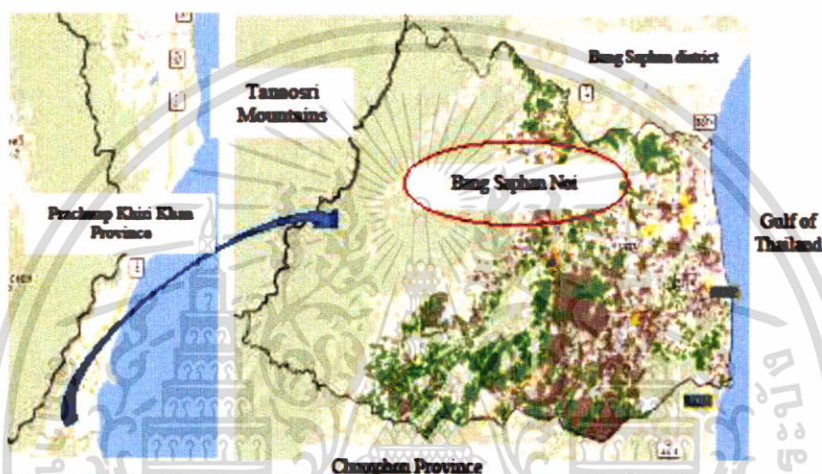 Bang Saphan district
Tanaosri
Mountains
Bang Saphan Noi
Prachuap Khiri Khan
Province
Gulf of
Thailand
Chumphon Province